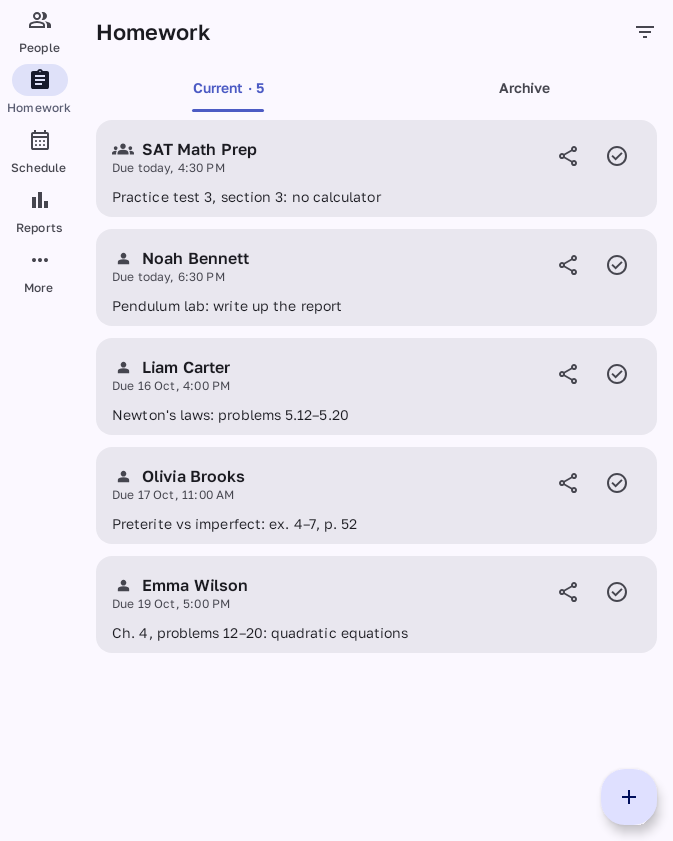 People
Homework
Schedule
Reports
More
Homework
Current · 5
Archive
SAT Math Prep
Due today, 4:30 PM
Practice test 3, section 3: no calculator
Noah Bennett
Due today, 6:30 PM
Pendulum lab: write up the report
Liam Carter
Due 16 Oct, 4:00 PM
Newton's laws: problems 5.12–5.20
Olivia Brooks
Due 17 Oct, 11:00 AM
Preterite vs imperfect: ex. 4–7, p. 52
Emma Wilson
Due 19 Oct, 5:00 PM
Ch. 4, problems 12–20: quadratic equations